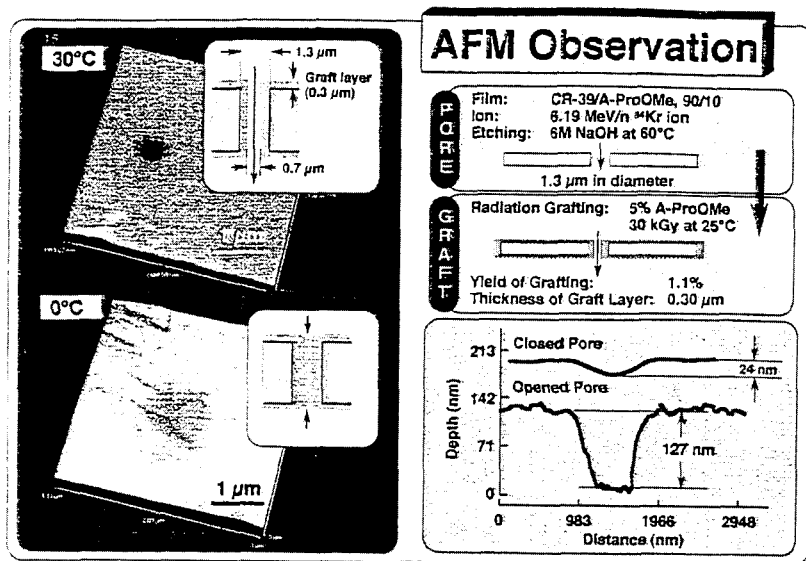 AFM Observation
30°C
1.3 µm
Graft layer
(0.3 µm)
0.7 µm
0°C
1 µm
PORE
Film: CR-39/A-ProOMe, 90/10
Ion: 6.19 MeV/n ⁸⁴Kr ion
Etching: 6M NaOH at 60°C
1.3 µm in diameter
GRAFT
Radiation Grafting: 5% A-ProOMe
30 kGy at 25°C
Yield of Grafting: 1.1%
Thickness of Graft Layer: 0.30 µm
Closed Pore
24 nm
Opened Pore
127 nm
Depth (nm)
213
142
71
0
0 983 1966 2948
Distance (nm)